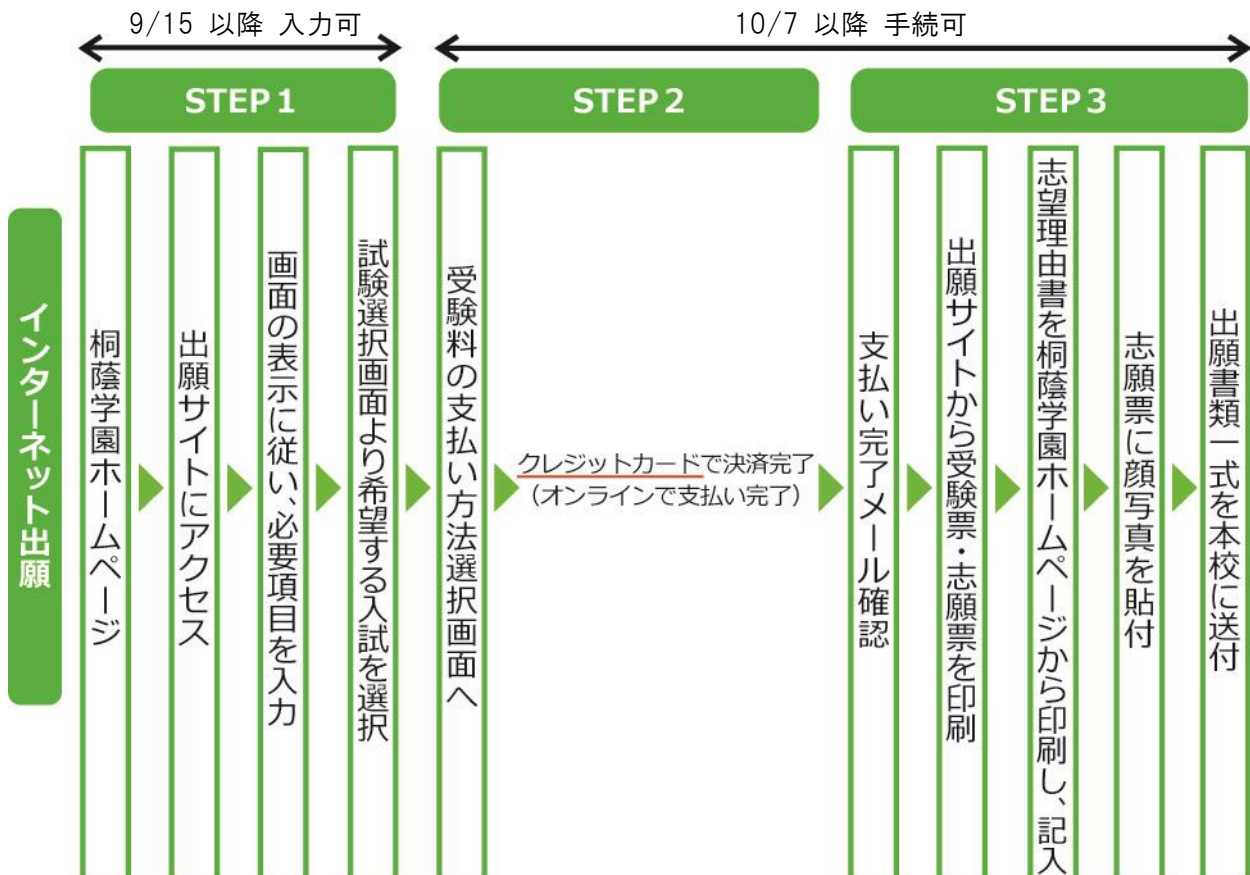 9/15 以降 入力可
10/7 以降 手続可
STEP1
STEP2
STEP3
インターネット出願
桐蔭学園ホームページ
出願サイトにアクセス
画面の表示に従い、必要項目を入力
試験選択画面より希望する入試を選択
受験料の支払い方法選択画面へ
クレジットカードで決済完了
（オンラインで支払い完了）
支払い完了メール確認
出願サイトから受験票・志願票を印刷
志望理由書を桐蔭学園ホームページから印刷し、記入
志願票に顔写真を貼付
出願書類一式を本校に送付